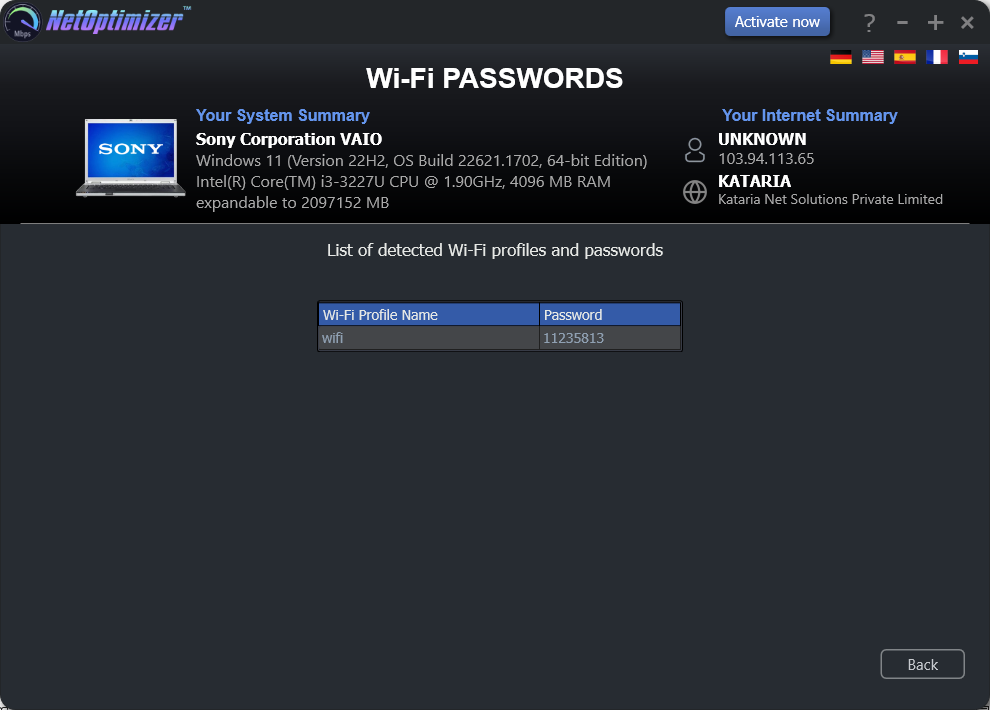 NetOptimizer™
Mbps
Activate now
?
Wi-Fi PASSWORDS
Your System Summary
Sony Corporation VAIO
Windows 11 (Version 22H2, OS Build 22621.1702, 64-bit Edition)
Intel(R) Core(TM) i3-3227U CPU @ 1.90GHz, 4096 MB RAM
expandable to 2097152 MB
SONY
Your Internet Summary
UNKNOWN
103.94.113.65
KATARIA
Kataria Net Solutions Private Limited
List of detected Wi-Fi profiles and passwords
Wi-Fi Profile Name Password
wifi 11235813
Back